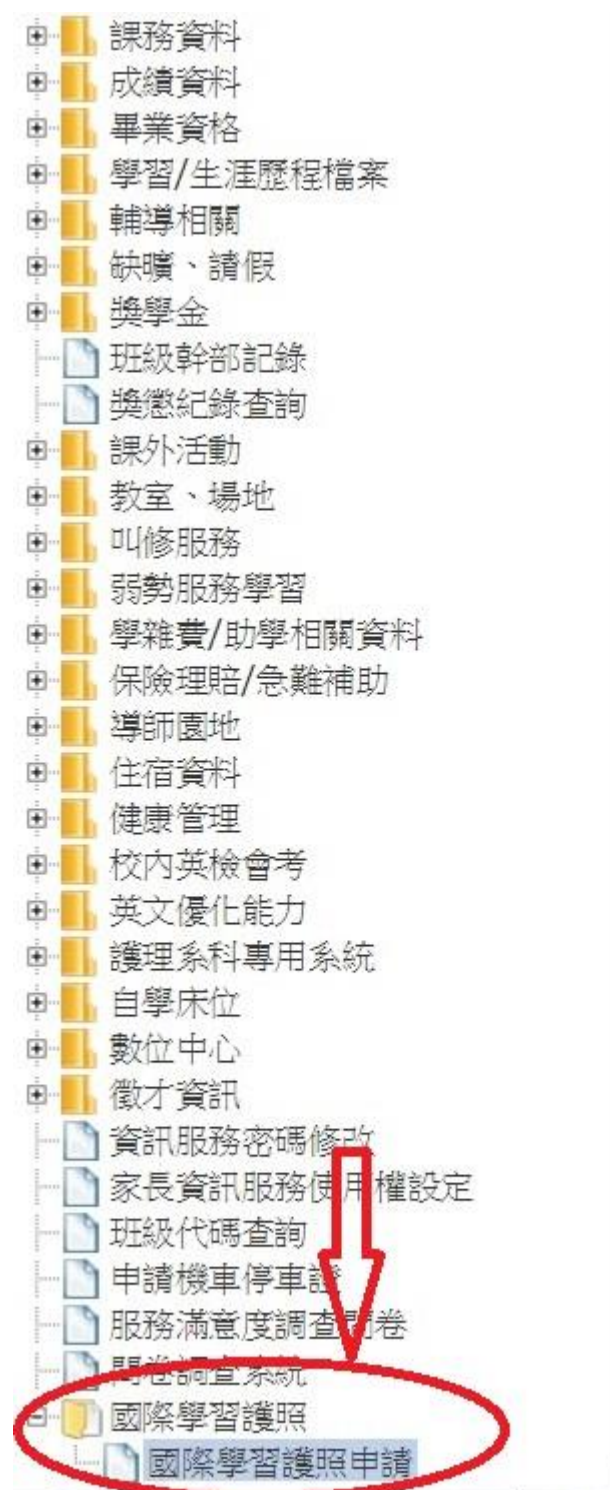 課務資料
成績資料
畢業資格
學習/生涯歷程檔案
輔導相關
缺曠、請假
獎學金
班級幹部記錄
獎懲紀錄查詢
課外活動
教室、場地
叫修服務
弱勢服務學習
學雜費/助學相關資料
保險理賠/急難補助
導師園地
住宿資料
健康管理
校內英檢會考
英文優化能力
護理系科專用系統
自學床位
數位中心
徵才資訊
資訊服務密碼修改
家長資訊服務使用權設定
班級代碼查詢
申請機車停車證
服務滿意度調查問卷
問卷調查系統
國際學習護照
國際學習護照申請